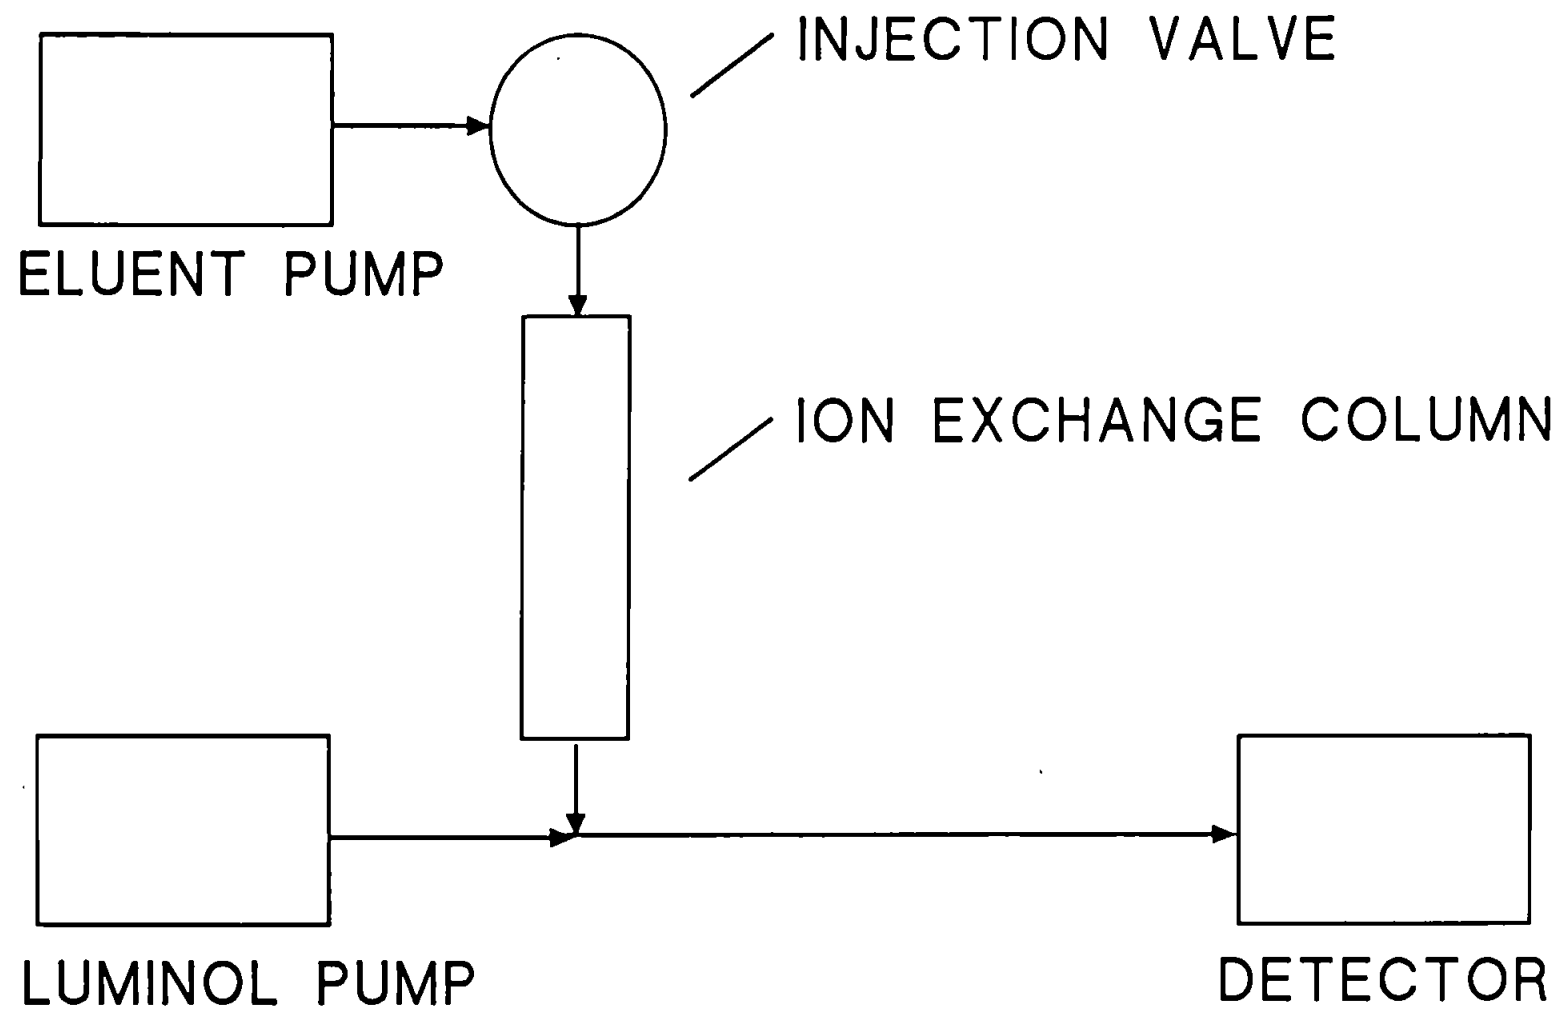 INJECTION VALVE
ELUENT PUMP
ION EXCHANGE COLUMN
LUMINOL PUMP
DETECTOR